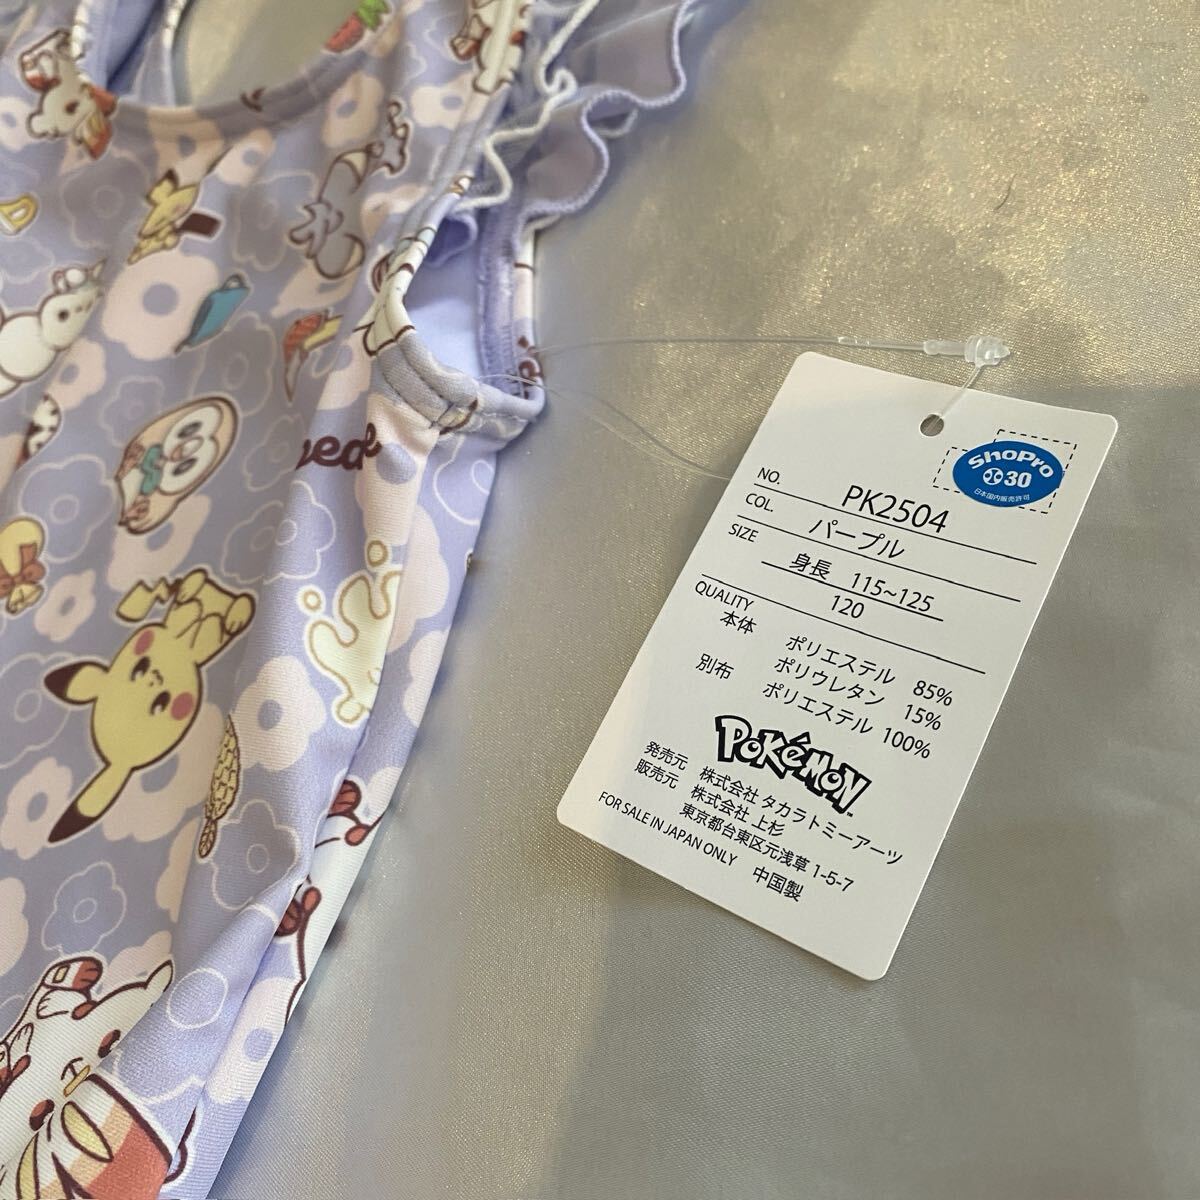 ShoPro
30
日本国内販売許可
NO. PK2504
COL. パープル
SIZE 身長 115~125
120
QUALITY
本体 ポリエステル 85%
ポリウレタン 15%
別布 ポリエステル 100%
POKéMON
発売元 株式会社 タカラトミーアーツ
販売元 株式会社 上杉
東京都台東区元浅草 1-5-7
FOR SALE IN JAPAN ONLY 中国製